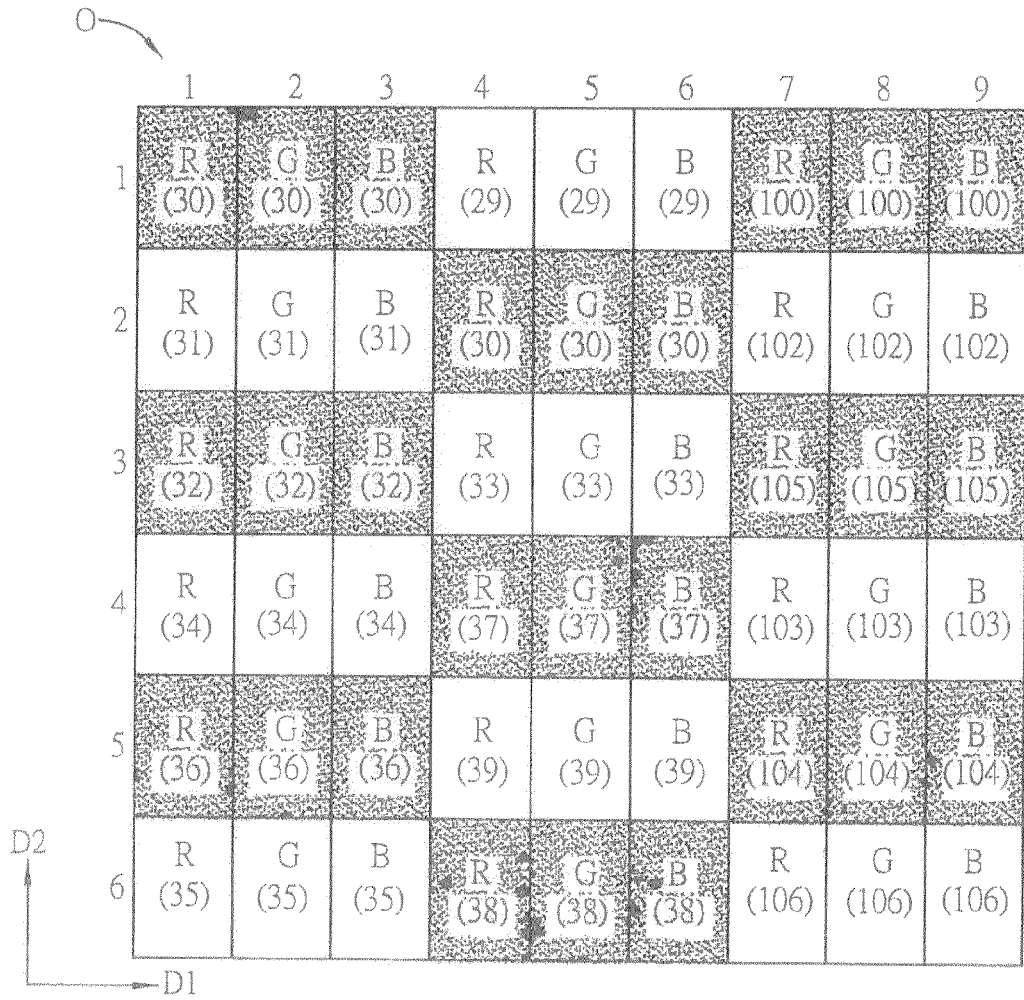 O
1 2 3 4 5 6 7 8 9
1 R G B R G B R G B
(30) (30) (30) (29) (29) (29) (100) (100) (100)
2 R G B R G B R G B
(31) (31) (31) (30) (30) (30) (102) (102) (102)
3 R G B R G B R G B
(32) (32) (32) (33) (33) (33) (105) (105) (105)
4 R G B R G B R G B
(34) (34) (34) (37) (37) (37) (103) (103) (103)
5 R G B R G B R G B
(36) (36) (36) (39) (39) (39) (104) (104) (104)
6 R G B R G B R G B
(35) (35) (35) (38) (38) (38) (106) (106) (106)
D2
D1